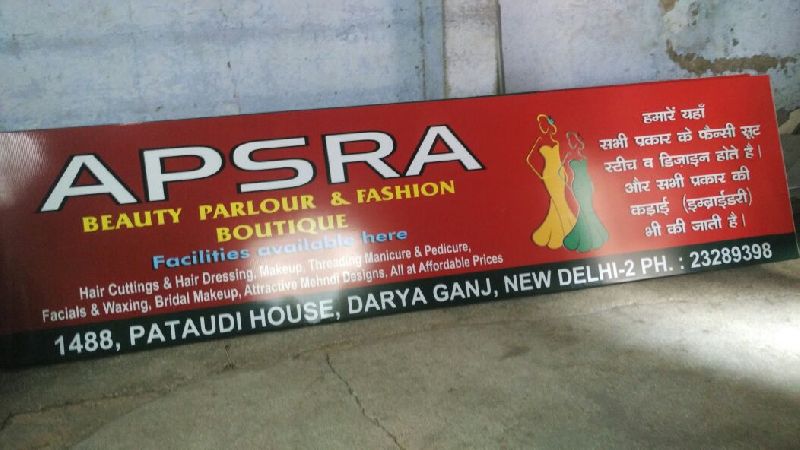 APSRA
BEAUTY PARLOUR & FASHION
BOUTIQUE
Facilities available here
Hair Cuttings & Hair Dressing, Makeup, Threading Manicure & Pedicure,
Facials & Waxing, Bridal Makeup, Attractive Mehndi Designs, All at Affordable Prices
हमारें यहाँ
सभी प्रकार के फैन्सी सूट
स्टीच व डिजाइन होते है।
और सभी प्रकार की
कड़ाई (इम्ब्राईडरी)
भी की जाती है।
1488, PATAUDI HOUSE, DARYA GANJ, NEW DELHI-2 PH. : 23289398